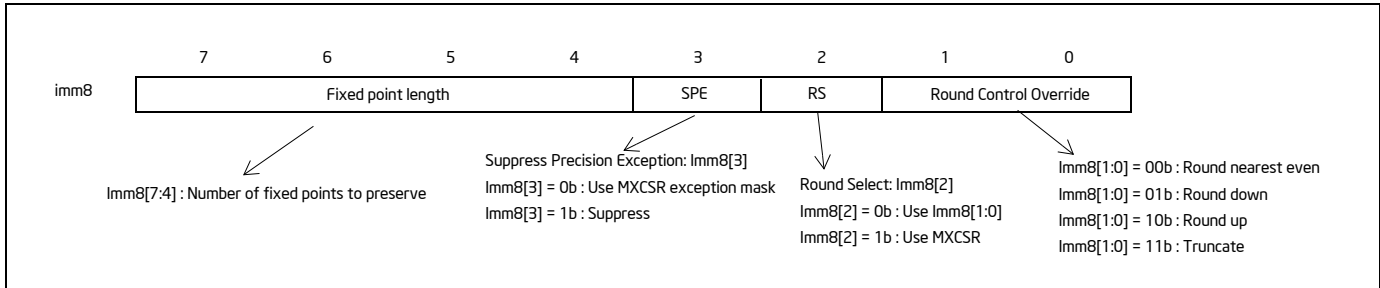 7 6 5 4 3 2 1 0
imm8 Fixed point length SPE RS Round Control Override
Imm8[7:4] : Number of fixed points to preserve
Suppress Precision Exception: Imm8[3]
Imm8[3] = 0b : Use MXCSR exception mask
Imm8[3] = 1b : Suppress
Round Select: Imm8[2]
Imm8[2] = 0b : Use Imm8[1:0]
Imm8[2] = 1b : Use MXCSR
Imm8[1:0] = 00b : Round nearest even
Imm8[1:0] = 01b : Round down
Imm8[1:0] = 10b : Round up
Imm8[1:0] = 11b : Truncate